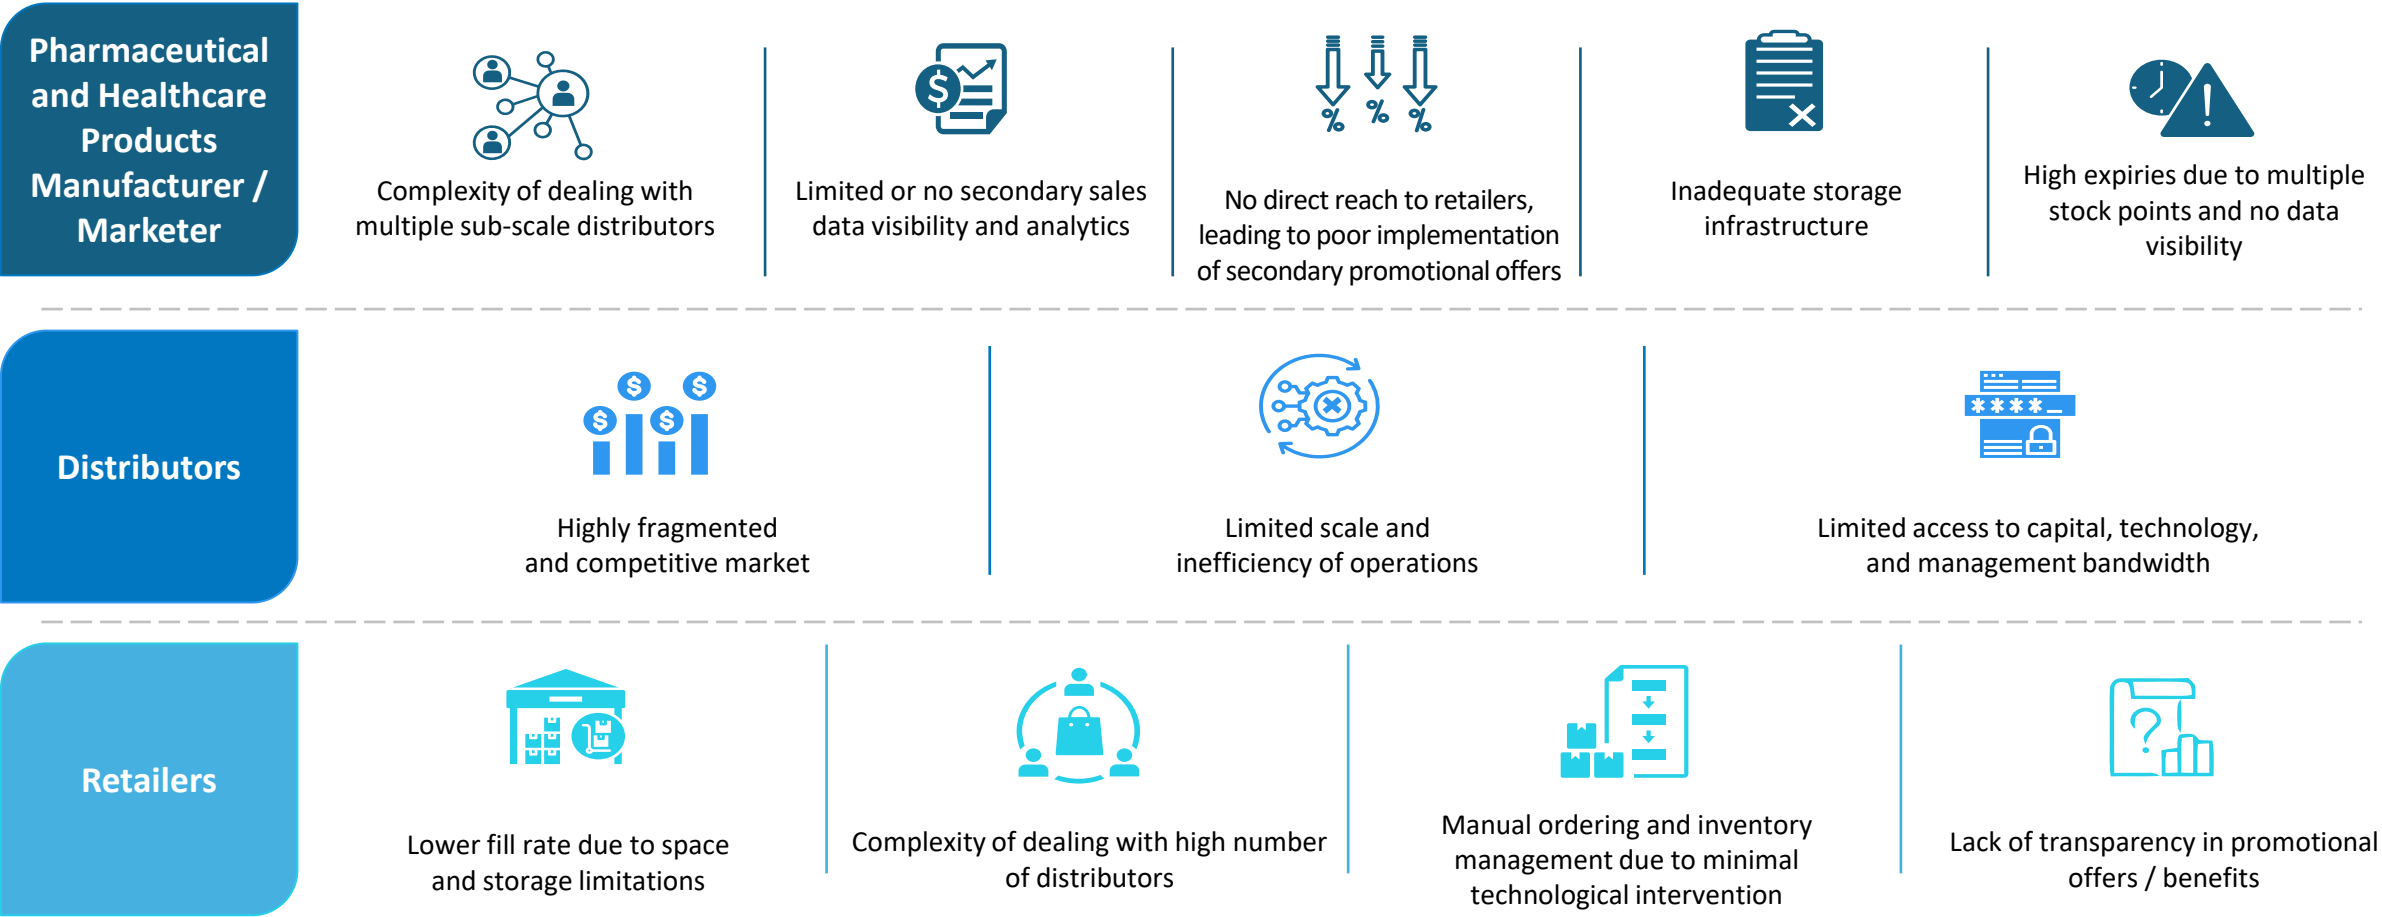 Pharmaceutical
and Healthcare
Products
Manufacturer /
Marketer
Complexity of dealing with
multiple sub-scale distributors
Limited or no secondary sales
data visibility and analytics
No direct reach to retailers,
leading to poor implementation
of secondary promotional offers
Inadequate storage
infrastructure
High expiries due to multiple
stock points and no data
visibility
Distributors
Highly fragmented
and competitive market
Limited scale and
inefficiency of operations
Limited access to capital, technology,
and management bandwidth
Retailers
Lower fill rate due to space
and storage limitations
Complexity of dealing with high number
of distributors
Manual ordering and inventory
management due to minimal
technological intervention
Lack of transparency in promotional
offers / benefits